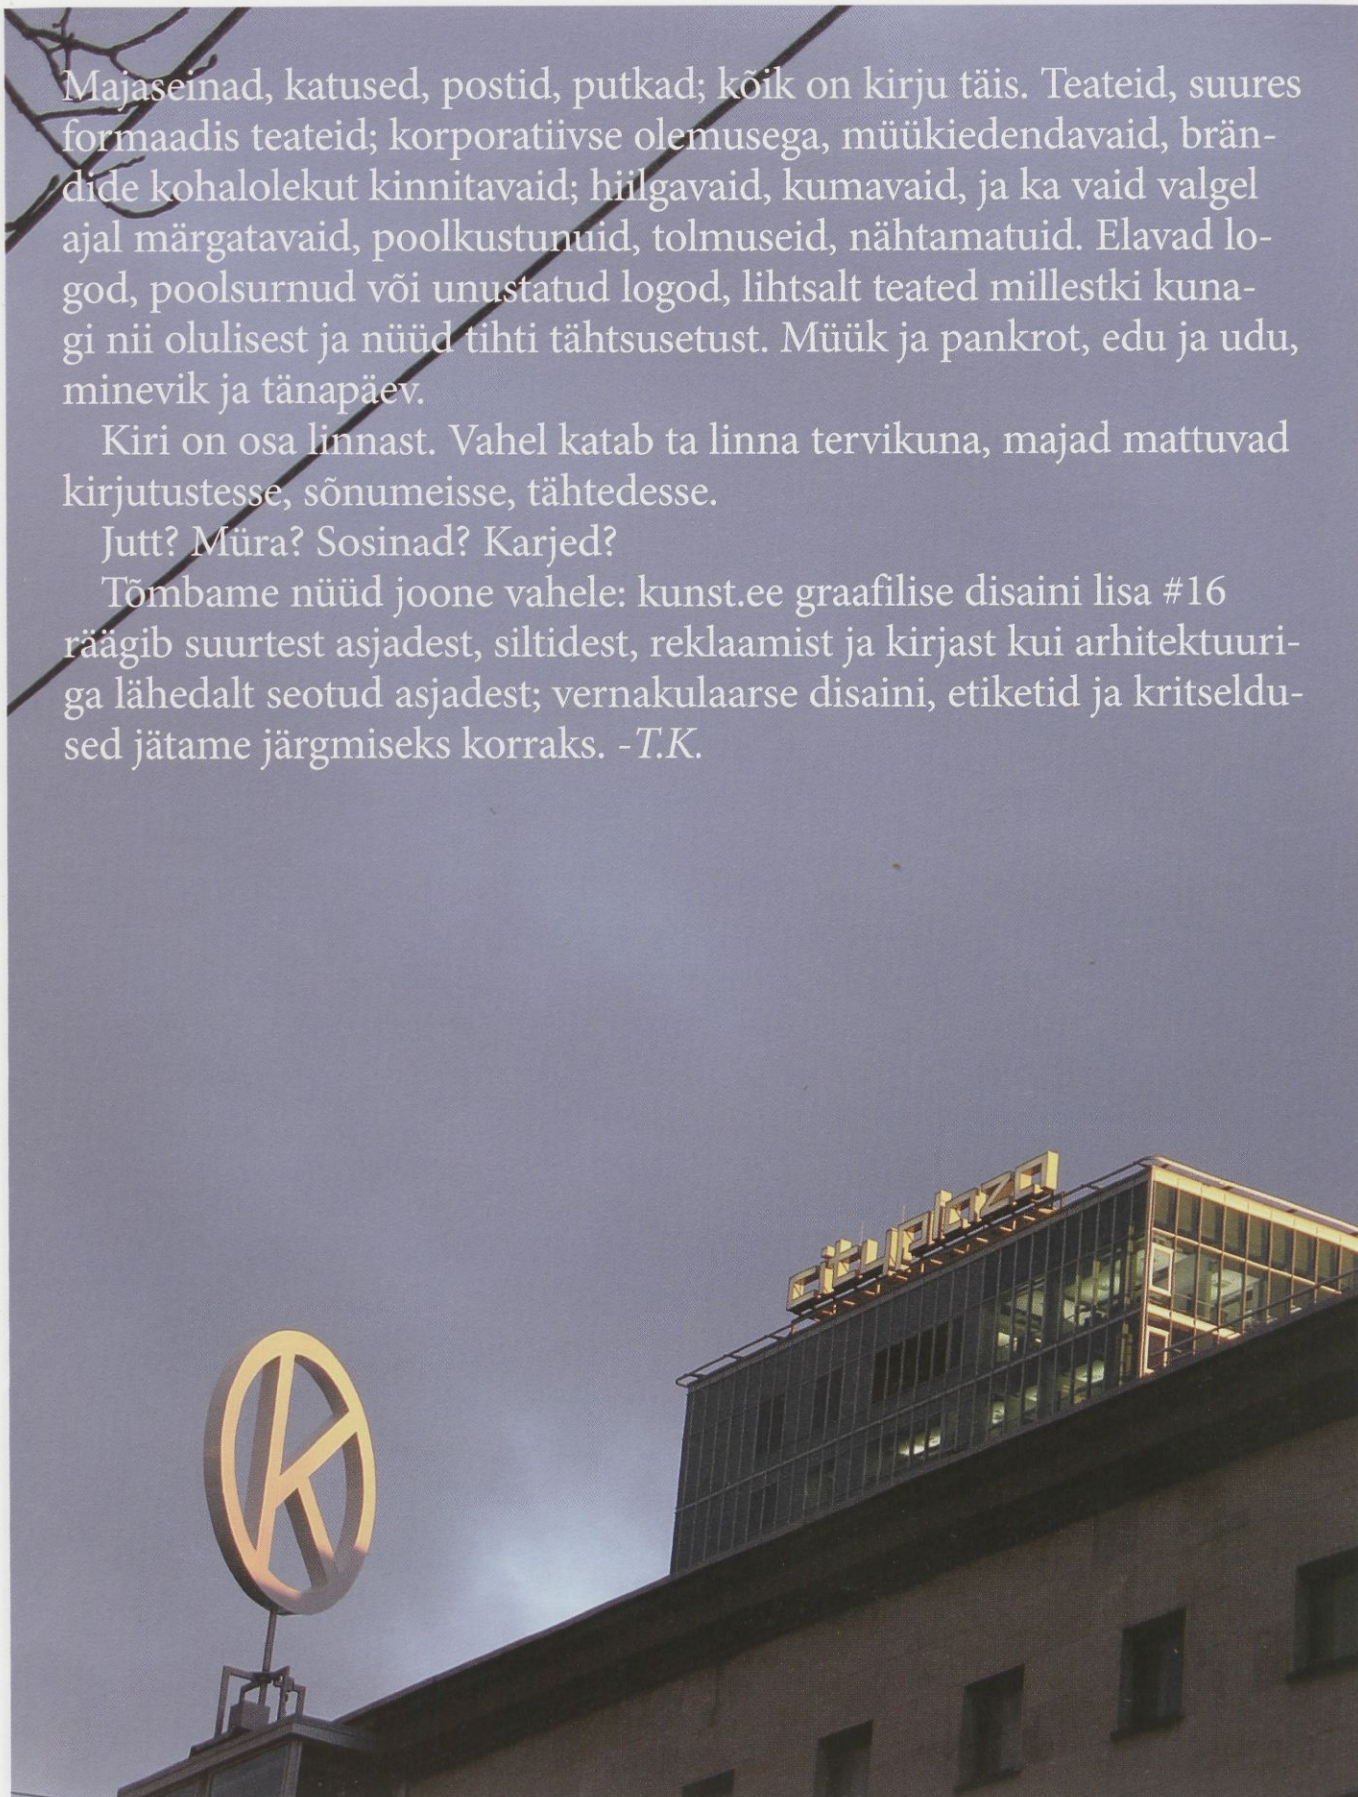 Majaseinad, katused, postid, putkad; kõik on kirju täis. Teateid, suures
formaadis teateid; korporatiivse olemusega, müükiedendavaid, brän-
dide kohalolekut kinnitavaid; hiilgavaid, kumavaid, ja ka vaid valgel
ajal märgatavaid, poolkustunuid, tolmuseid, nähtamatuid. Elavad lo-
god, poolsurnud või unustatud logod, lihtsalt teated millestki kuna-
gi nii olulisest ja nüüd tihti tähtsusetust. Müük ja pankrot, edu ja udu,
minevik ja tänapäev.
Kiri on osa linnast. Vahel katab ta linna tervikuna, majad mattuvad
kirjutustesse, sõnumeisse, tähtedesse.
Jutt? Müra? Sosinad? Karjed?
Tõmbame nüüd joone vahele: kunst.ee graafilise disaini lisa #16
räägib suurtest asjadest, siltidest, reklaamist ja kirjast kui arhitektuuri-
ga lähedalt seotud asjadest; vernakulaarse disaini, etiketid ja kritseldu-
sed jätame järgmiseks korraks. -T.K.
cityplaza
K